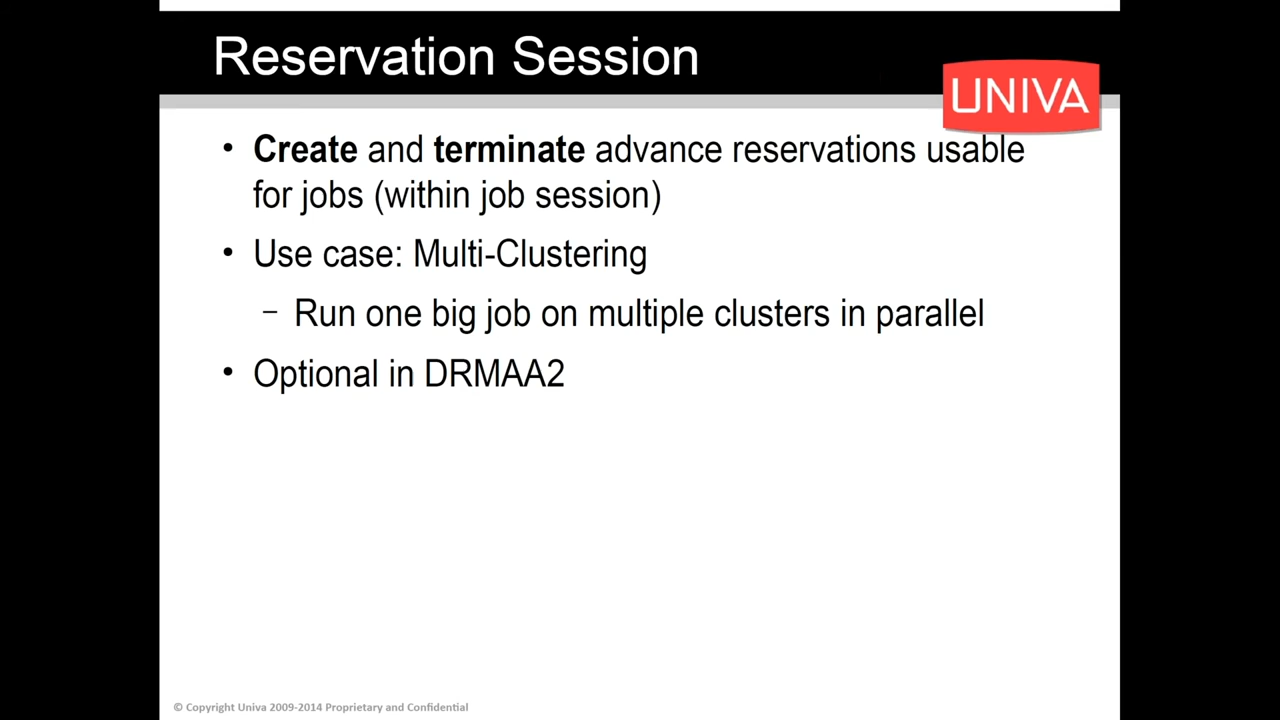 Reservation Session
UNIVA
• Create and terminate advance reservations usable
for jobs (within job session)
• Use case: Multi-Clustering
– Run one big job on multiple clusters in parallel
• Optional in DRMAA2
© Copyright Univa 2009-2014 Proprietary and Confidential